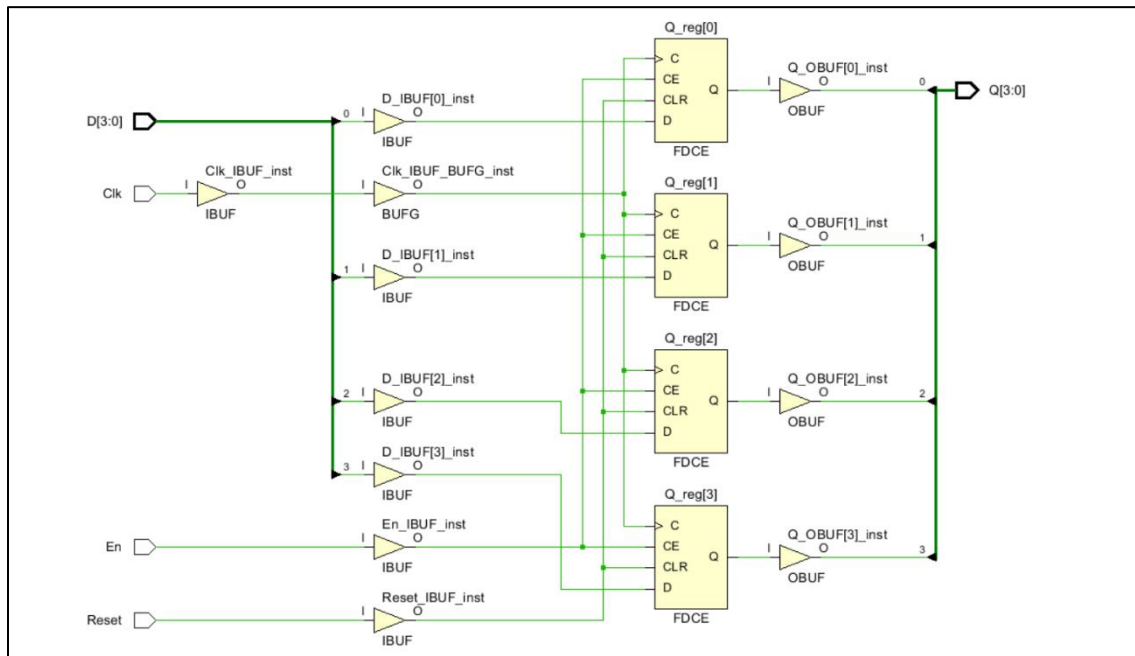 Q_reg[0]
C
CE
CLR
D
Q
FDCE
Q_OBUF[0]_inst
I
O
OBUF
0
Q[3:0]
D[3:0]
0
D_IBUF[0]_inst
I
O
IBUF
Clk
Clk_IBUF_inst
I
O
IBUF
Clk_IBUF_BUFG_inst
I
O
BUFG
Q_reg[1]
C
CE
CLR
D
Q
FDCE
Q_OBUF[1]_inst
I
O
OBUF
1
1
D_IBUF[1]_inst
I
O
IBUF
Q_reg[2]
C
CE
CLR
D
Q
FDCE
Q_OBUF[2]_inst
I
O
OBUF
2
2
D_IBUF[2]_inst
I
O
IBUF
3
D_IBUF[3]_inst
I
O
IBUF
Q_reg[3]
C
CE
CLR
D
Q
FDCE
Q_OBUF[3]_inst
I
O
OBUF
3
En
En_IBUF_inst
I
O
IBUF
Reset
Reset_IBUF_inst
I
O
IBUF